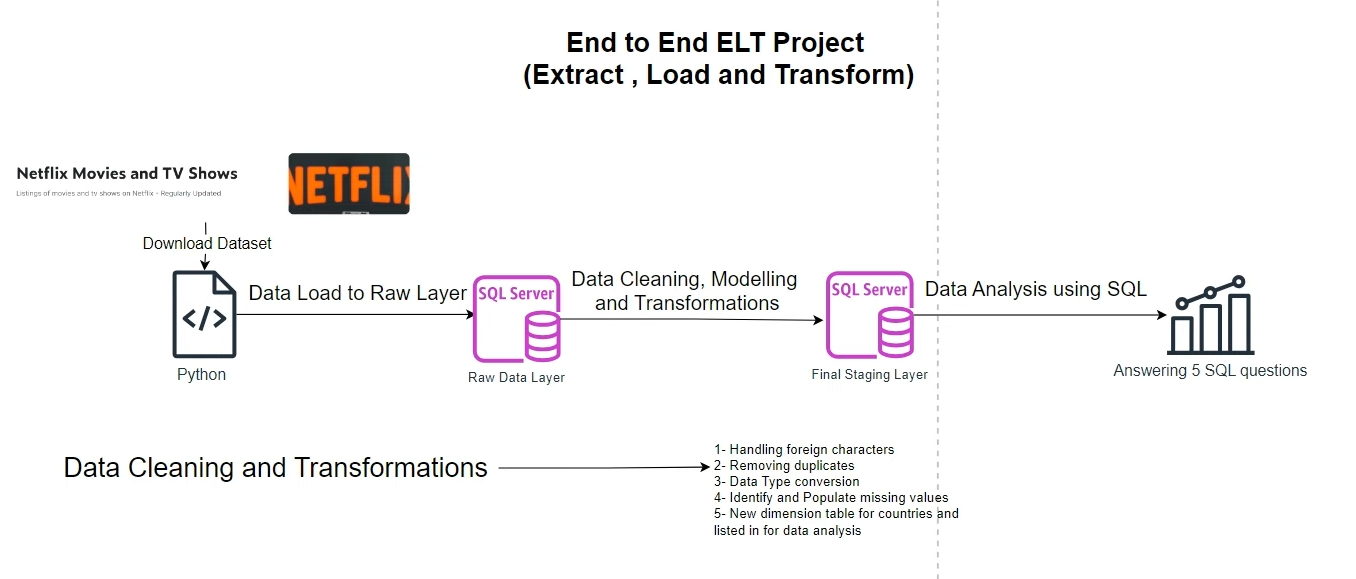 End to End ELT Project
(Extract , Load and Transform)
Netflix Movies and TV Shows
Listings of movies and tv shows on Netflix - Regularly Updated
NETFLIX
Download Dataset
Data Load to Raw Layer
SQL Server
Data Cleaning, Modelling
and Transformations
SQL Server
Data Analysis using SQL
</>
Python
Raw Data Layer
Final Staging Layer
Answering 5 SQL questions
Data Cleaning and Transformations
1- Handling foreign characters
2- Removing duplicates
3- Data Type conversion
4- Identify and Populate missing values
5- New dimension table for countries and
listed in for data analysis